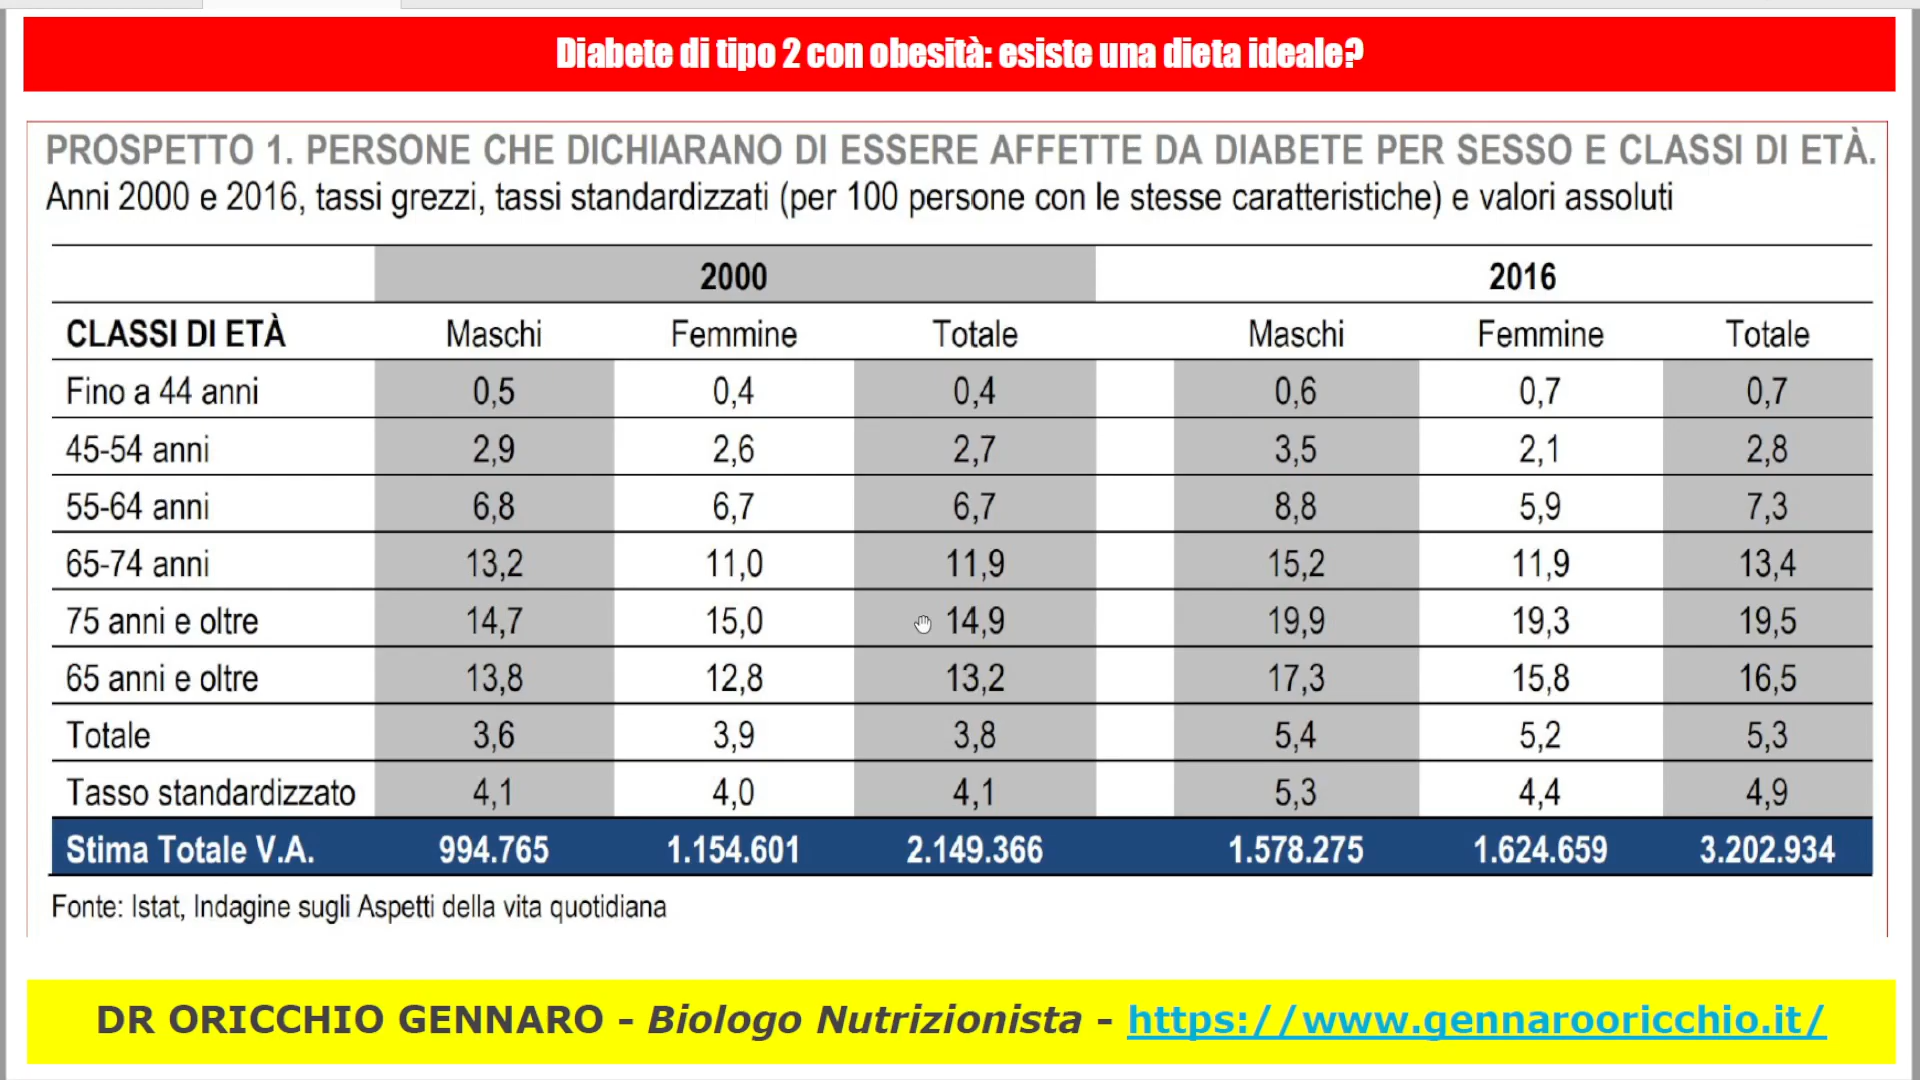 Diabete di tipo 2 con obesità: esiste una dieta ideale?
PROSPETTO 1. PERSONE CHE DICHIARANO DI ESSERE AFFETTE DA DIABETE PER SESSO E CLASSI DI ETÀ.
Anni 2000 e 2016, tassi grezzi, tassi standardizzati (per 100 persone con le stesse caratteristiche) e valori assoluti
2000 2016
CLASSI DI ETÀ Maschi Femmine Totale Maschi Femmine Totale
Fino a 44 anni 0,5 0,4 0,4 0,6 0,7 0,7
45-54 anni 2,9 2,6 2,7 3,5 2,1 2,8
55-64 anni 6,8 6,7 6,7 8,8 5,9 7,3
65-74 anni 13,2 11,0 11,9 15,2 11,9 13,4
75 anni e oltre 14,7 15,0 14,9 19,9 19,3 19,5
65 anni e oltre 13,8 12,8 13,2 17,3 15,8 16,5
Totale 3,6 3,9 3,8 5,4 5,2 5,3
Tasso standardizzato 4,1 4,0 4,1 5,3 4,4 4,9
Stima Totale V.A. 994.765 1.154.601 2.149.366 1.578.275 1.624.659 3.202.934
Fonte: Istat, Indagine sugli Aspetti della vita quotidiana
DR ORICCHIO GENNARO - Biologo Nutrizionista - https://www.gennarooricchio.it/